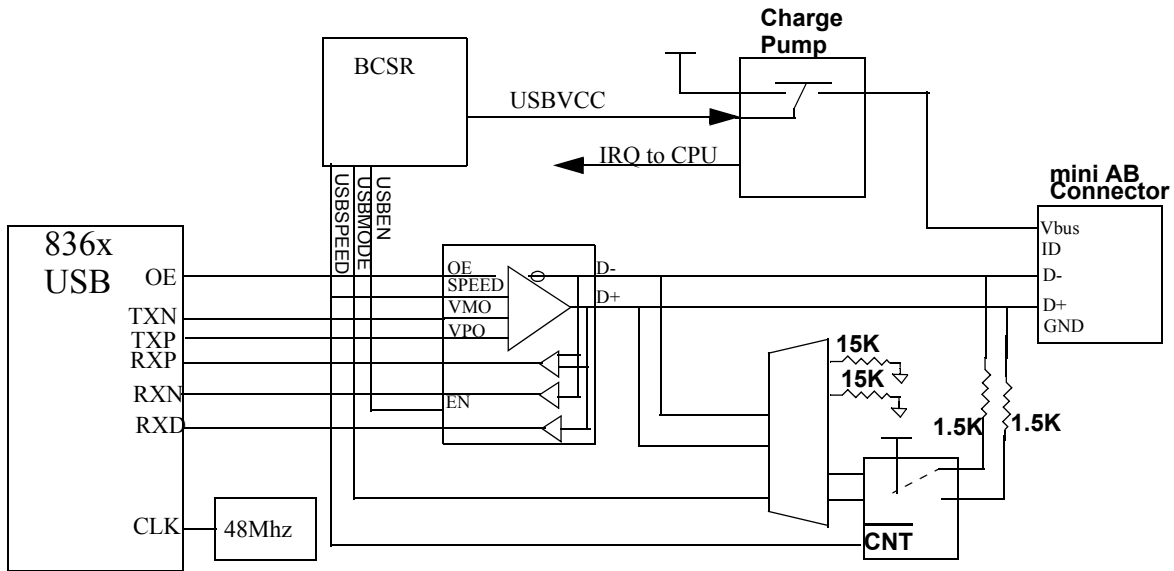 Charge
Pump
BCSR
USBVCC
IRQ to CPU
mini AB
Connector
USBSPEED
USBMODE
USBEN
Vbus
ID
D-
D+
GND
836x
USB
OE
TXN
TXP
RXP
RXN
RXD
CLK
48Mhz
OE
SPEED
VMO
VPO
EN
D-
D+
15K
15K
1.5K
1.5K
CNT